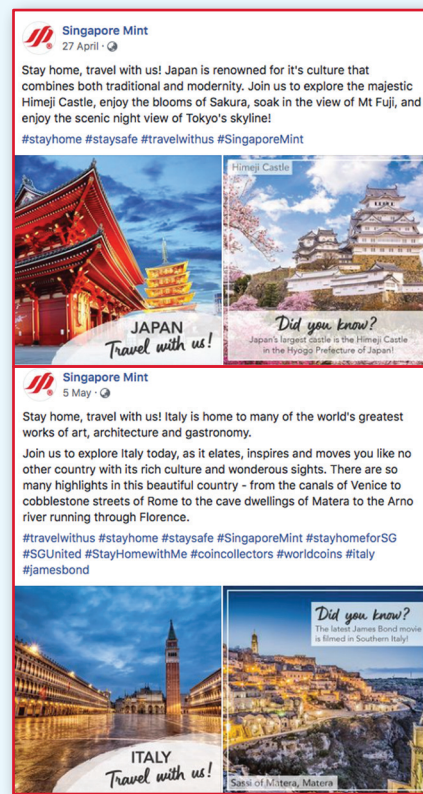 Singapore Mint
27 April ·
Stay home, travel with us! Japan is renowned for it's culture that
combines both traditional and modernity. Join us to explore the majestic
Himeji Castle, enjoy the blooms of Sakura, soak in the view of Mt Fuji, and
enjoy the scenic night view of Tokyo's skyline!
#stayhome #staysafe #travelwithus #SingaporeMint
Himeji Castle
JAPAN
Travel with us!
Did you know?
Japan's largest castle is the Himeji Castle
in the Hyogo Prefecture of Japan!
Singapore Mint
5 May ·
Stay home, travel with us! Italy is home to many of the world's greatest
works of art, architecture and gastronomy.
Join us to explore Italy today, as it elates, inspires and moves you like no
other country with its rich culture and wonderous sights. There are so
many highlights in this beautiful country - from the canals of Venice to
cobblestone streets of Rome to the cave dwellings of Matera to the Arno
river running through Florence.
#travelwithus #stayhome #staysafe #SingaporeMint #stayhomeforSG
#SGUnited #StayHomewithMe #coincollectors #worldcoins #italy
#jamesbond
Did you know?
The latest James Bond movie
is filmed in Southern Italy!
ITALY
Travel with us!
Sassi of Matera, Matera